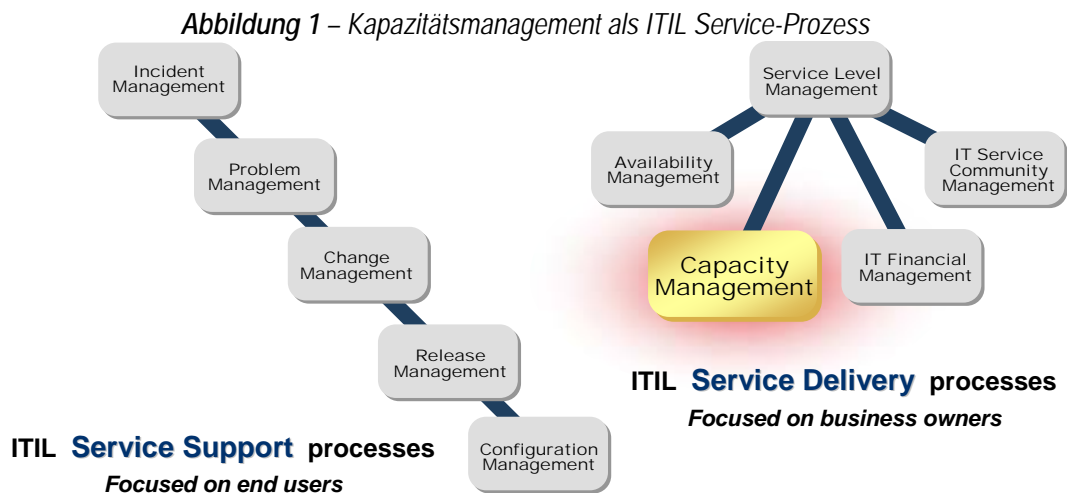 Abbildung 1 – Kapazitätsmanagement als ITIL Service-Prozess
Incident
Management
Problem
Management
Change
Management
Release
Management
Configuration
Management
ITIL Service Support processes
Focused on end users
Service Level
Management
Availability
Management
IT Service
Community
Management
Capacity
Management
IT Financial
Management
ITIL Service Delivery processes
Focused on business owners